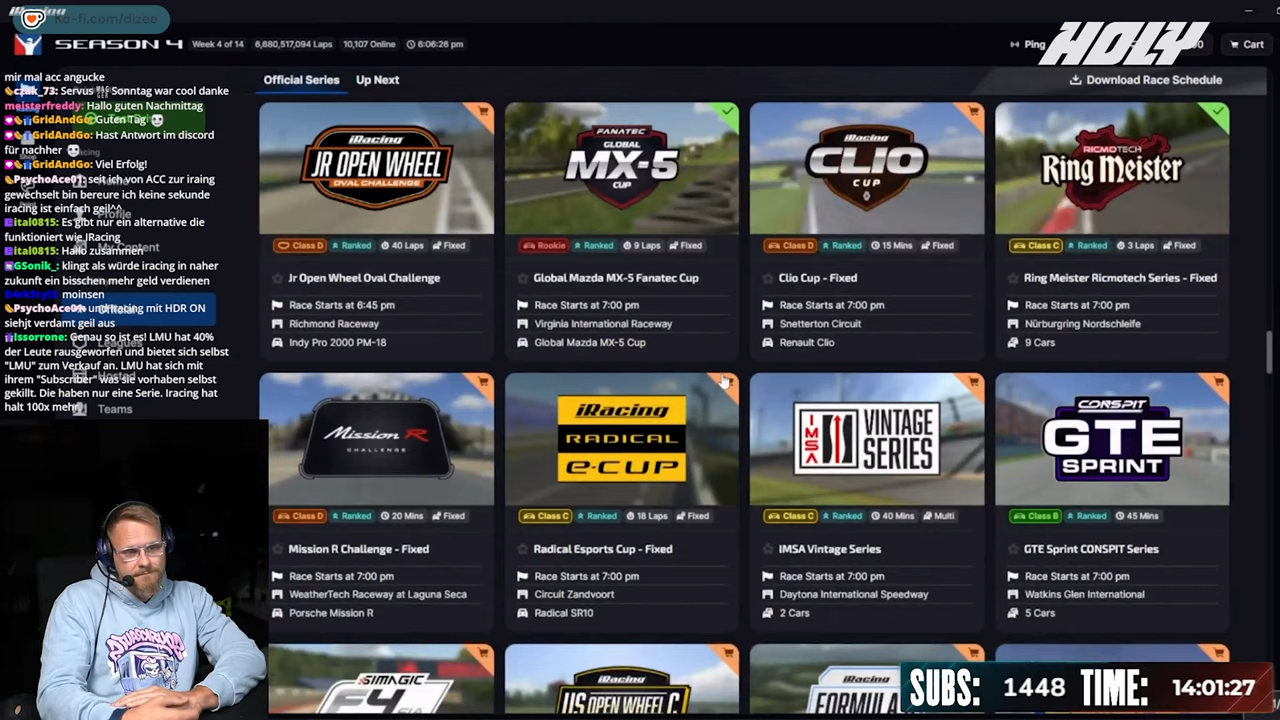 iRacing
Ko-fi.com/dizee
SEASON 4
Week 4 of 14
6,680,517,094 Laps
10,107 Online
6:06:26 pm
Ping
HOLY
Cart
mir mal acc angucke
czak_73: Servus !!! Sonntag war cool danke
meisterfreddy: Hallo guten Nachmittag
GridAndGo: Guten Tag
GridAndGo: Hast Antwort im discord
für nachher
GridAndGo: Viel Erfolg!
PsychoAce01: seit ich von ACC zur iraing
gewechselt bin bereure ich keine sekunde
iracing ist einfach geil^^
ital0815: Es gibt nur ein alternative die
funktioniert wie IRacing
ital0815: Hallo zusammen
GSonik_: klingt als würde iracing in naher
zukunft ein bisschen mehr geld verdienen
moinsen
PsychoAce01: und iracing mit HDR ON
siehjt verdamt geil aus
Issorrone: Genau so ist es! LMU hat 40%
der Leute rausgeworfen und bietet sich selbst
"LMU" zum Verkauf an. LMU hat sich mit
ihrem "Subscriber" was sie vorhaben selbst
gekillt. Die haben nur eine Serie. Iracing hat
halt 100x mehr
Shop
Profile
Leagues
Hosted
Teams
Official Series
Up Next
Download Race Schedule
iRacing
JR OPEN WHEEL
OVAL CHALLENGE
Class D
Ranked
40 Laps
Fixed
Jr Open Wheel Oval Challenge
Race Starts at 6:45 pm
Richmond Raceway
Indy Pro 2000 PM-18
FANATEC
GLOBAL
MX-5
CUP
Rookie
Ranked
9 Laps
Fixed
Global Mazda MX-5 Fanatec Cup
Race Starts at 7:00 pm
Virginia International Raceway
Global Mazda MX-5 Cup
iRacing
CLIO
CUP
Class D
Ranked
15 Mins
Fixed
Clio Cup - Fixed
Race Starts at 7:00 pm
Snetterton Circuit
Renault Clio
RICMOTECH
Ring Meister
Class C
Ranked
3 Laps
Fixed
Ring Meister Ricmotech Series - Fixed
Race Starts at 7:00 pm
Nürburgring Nordschleife
9 Cars
Mission R
CHALLENGE
Class D
Ranked
20 Mins
Fixed
Mission R Challenge - Fixed
Race Starts at 7:00 pm
WeatherTech Raceway at Laguna Seca
Porsche Mission R
iRacing
RADICAL
e-CUP
Class C
Ranked
18 Laps
Fixed
Radical Esports Cup - Fixed
Race Starts at 7:00 pm
Circuit Zandvoort
Radical SR10
IMSA
VINTAGE
SERIES
Class C
Ranked
40 Mins
Multi
IMSA Vintage Series
Race Starts at 7:00 pm
Daytona International Speedway
2 Cars
CONSPIT
GTE
SPRINT
Class B
Ranked
45 Mins
GTE Sprint CONSPIT Series
Race Starts at 7:00 pm
Watkins Glen International
5 Cars
SIMAGIC
F4
iRacing
US OPEN WHEEL C
iRacing
FORMULA
SUBS:
1448
TIME:
14:01:27